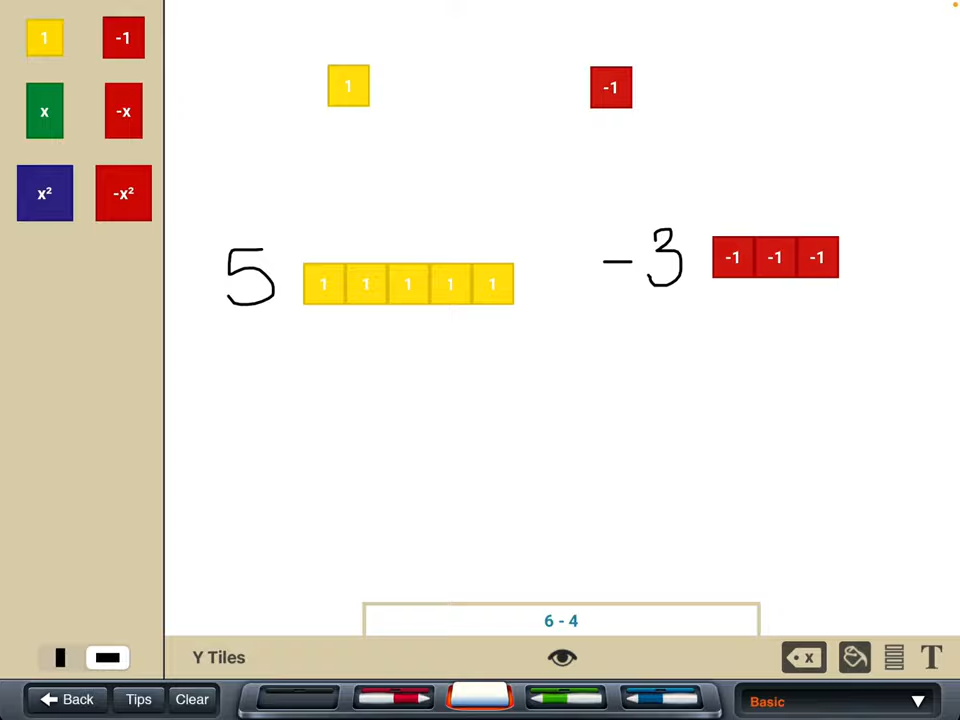 1 -1
x -x
x² -x²
1 -1
5 1 1 1 1 1
-3 -1 -1 -1
6 - 4
Y Tiles x T
Back Tips Clear Basic